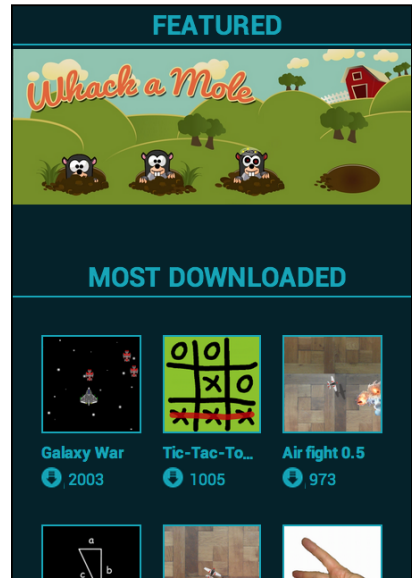 FEATURED
Whack a Mole
MOST DOWNLOADED
Galaxy War
Tic-Tac-To...
Air fight 0.5
2003
1005
973
a
c
b